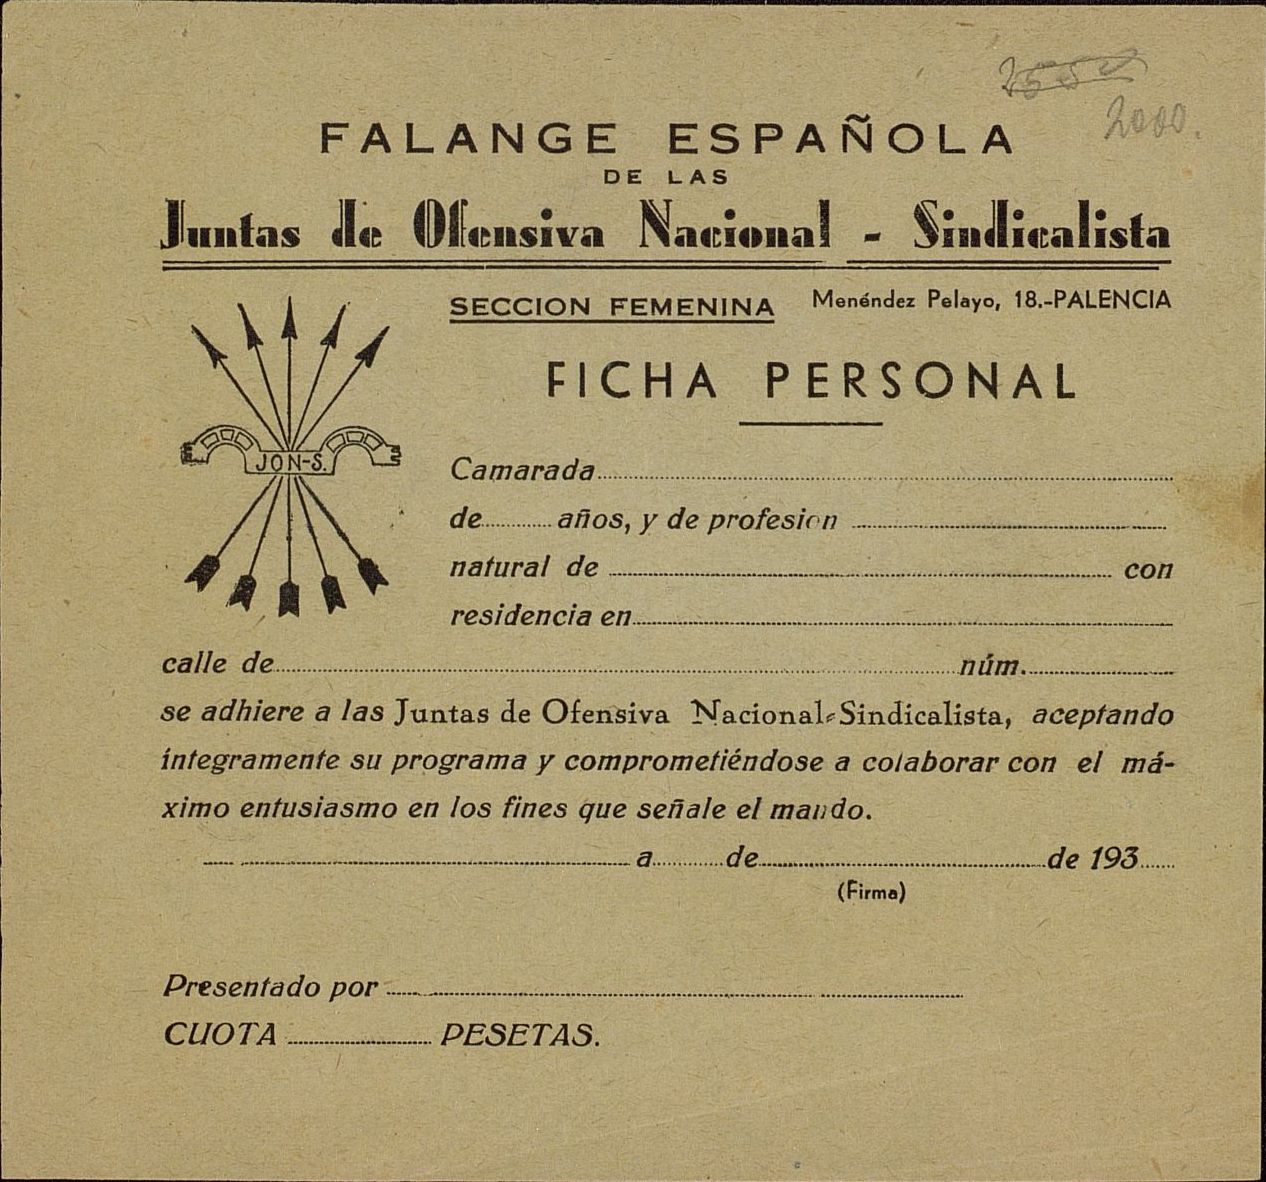 2000.
FALANGE ESPAÑOLA
DE LAS
Juntas de Ofensiva Nacional - Sindicalista
SECCION FEMENINA Menéndez Pelayo, 18.-PALENCIA
FICHA PERSONAL
JON-S.
Camarada
de años, y de profesion
natural de con
residencia en
calle de núm.
se adhiere a las Juntas de Ofensiva Nacional-Sindicalista, aceptando
íntegramente su programa y comprometiéndose a colaborar con el má-
ximo entusiasmo en los fines que señale el mando.
a de de 193
(Firma)
Presentado por
CUOTA PESETAS.